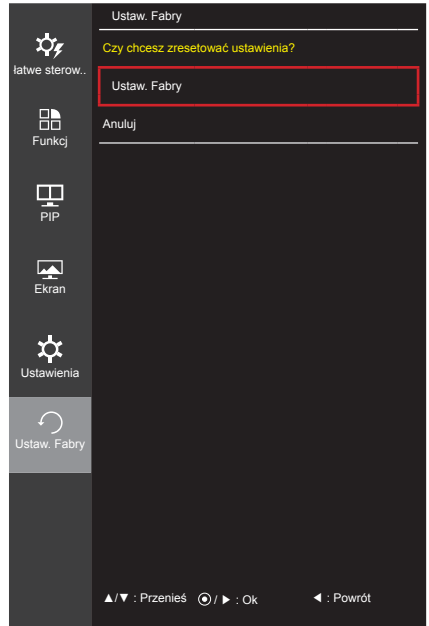 Ustaw. Fabry
Czy chcesz zresetować ustawienia?
Ustaw. Fabry
Anuluj
łatwe sterow..
Funkcj
PIP
Ekran
Ustawienia
Ustaw. Fabry
▲/▼ : Przenieś ⦿ / ► : Ok ◄ : Powrót